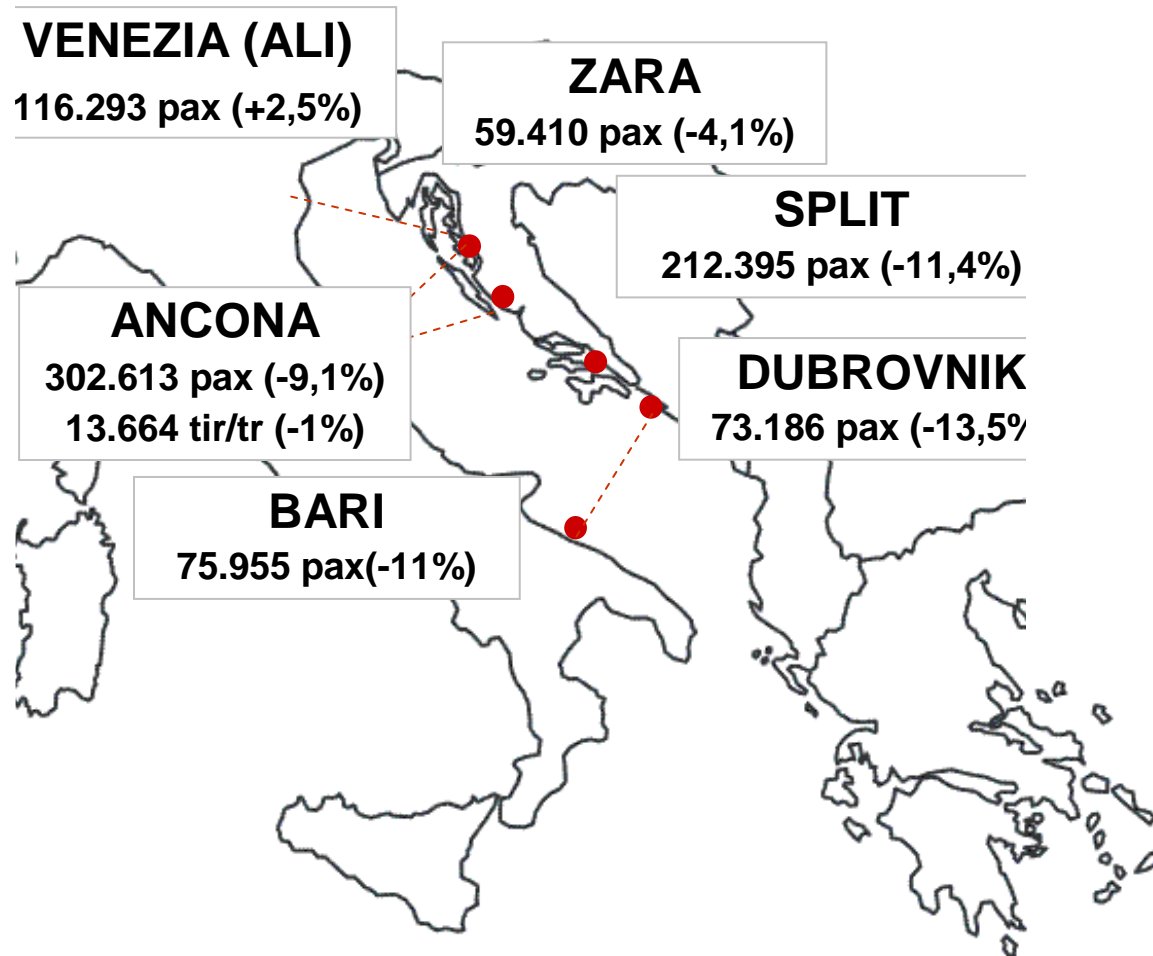 VENEZIA (ALI)
116.293 pax (+2,5%)
ZARA
59.410 pax (-4,1%)
SPLIT
212.395 pax (-11,4%)
ANCONA
302.613 pax (-9,1%)
13.664 tir/tr (-1%)
DUBROVNIK
73.186 pax (-13,5%
BARI
75.955 pax(-11%)